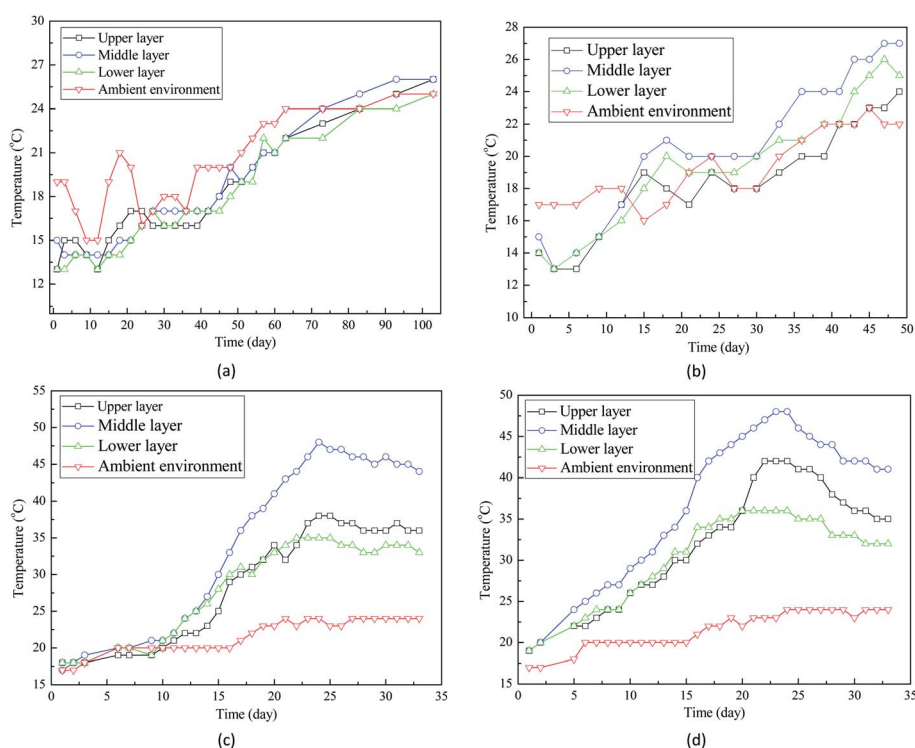 30
27
24
21
18
15
12
Temperature (°C)
Upper layer
Middle layer
Lower layer
Ambient environment
0 10 20 30 40 50 60 70 80 90 100
Time (day)
(a)
28
26
24
22
20
18
16
14
12
10
Temperature (°C)
Upper layer
Middle layer
Lower layer
Ambient environment
0 5 10 15 20 25 30 35 40 45 50
Time (day)
(b)
55
50
45
40
35
30
25
20
15
Temperature (°C)
Upper layer
Middle layer
Lower layer
Ambient environment
0 5 10 15 20 25 30 35
Time (day)
(c)
50
45
40
35
30
25
20
15
Temperature (°C)
Upper layer
Middle layer
Lower layer
Ambient environment
0 5 10 15 20 25 30 35
Time (day)
(d)